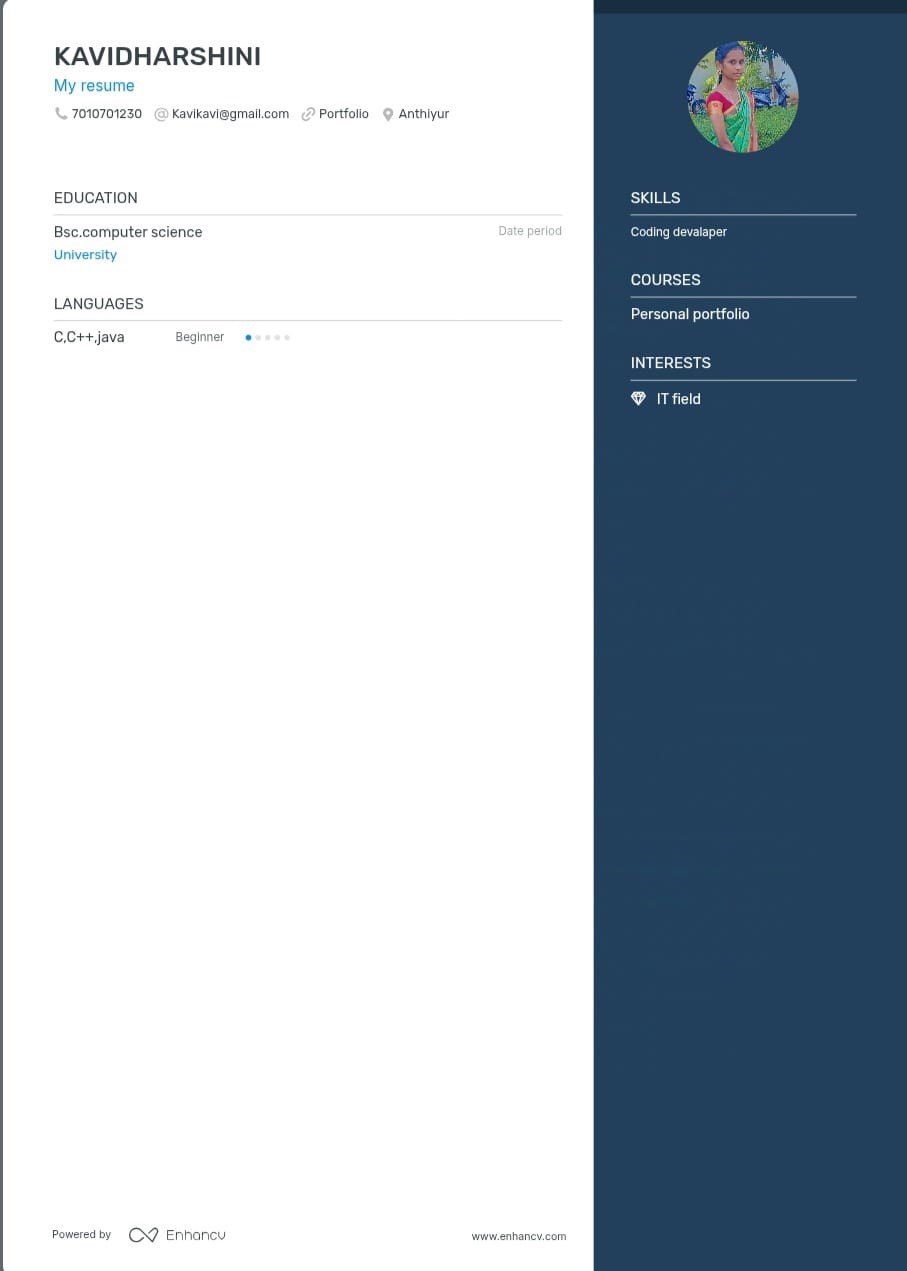 KAVIDHARSHINI
My resume
7010701230 Kavikavi@gmail.com Portfolio Anthiyur
EDUCATION
Bsc.computer science Date period
University
LANGUAGES
C,C++,java Beginner
SKILLS
Coding devalaper
COURSES
Personal portfolio
INTERESTS
IT field
Powered by Enhancv www.enhancv.com